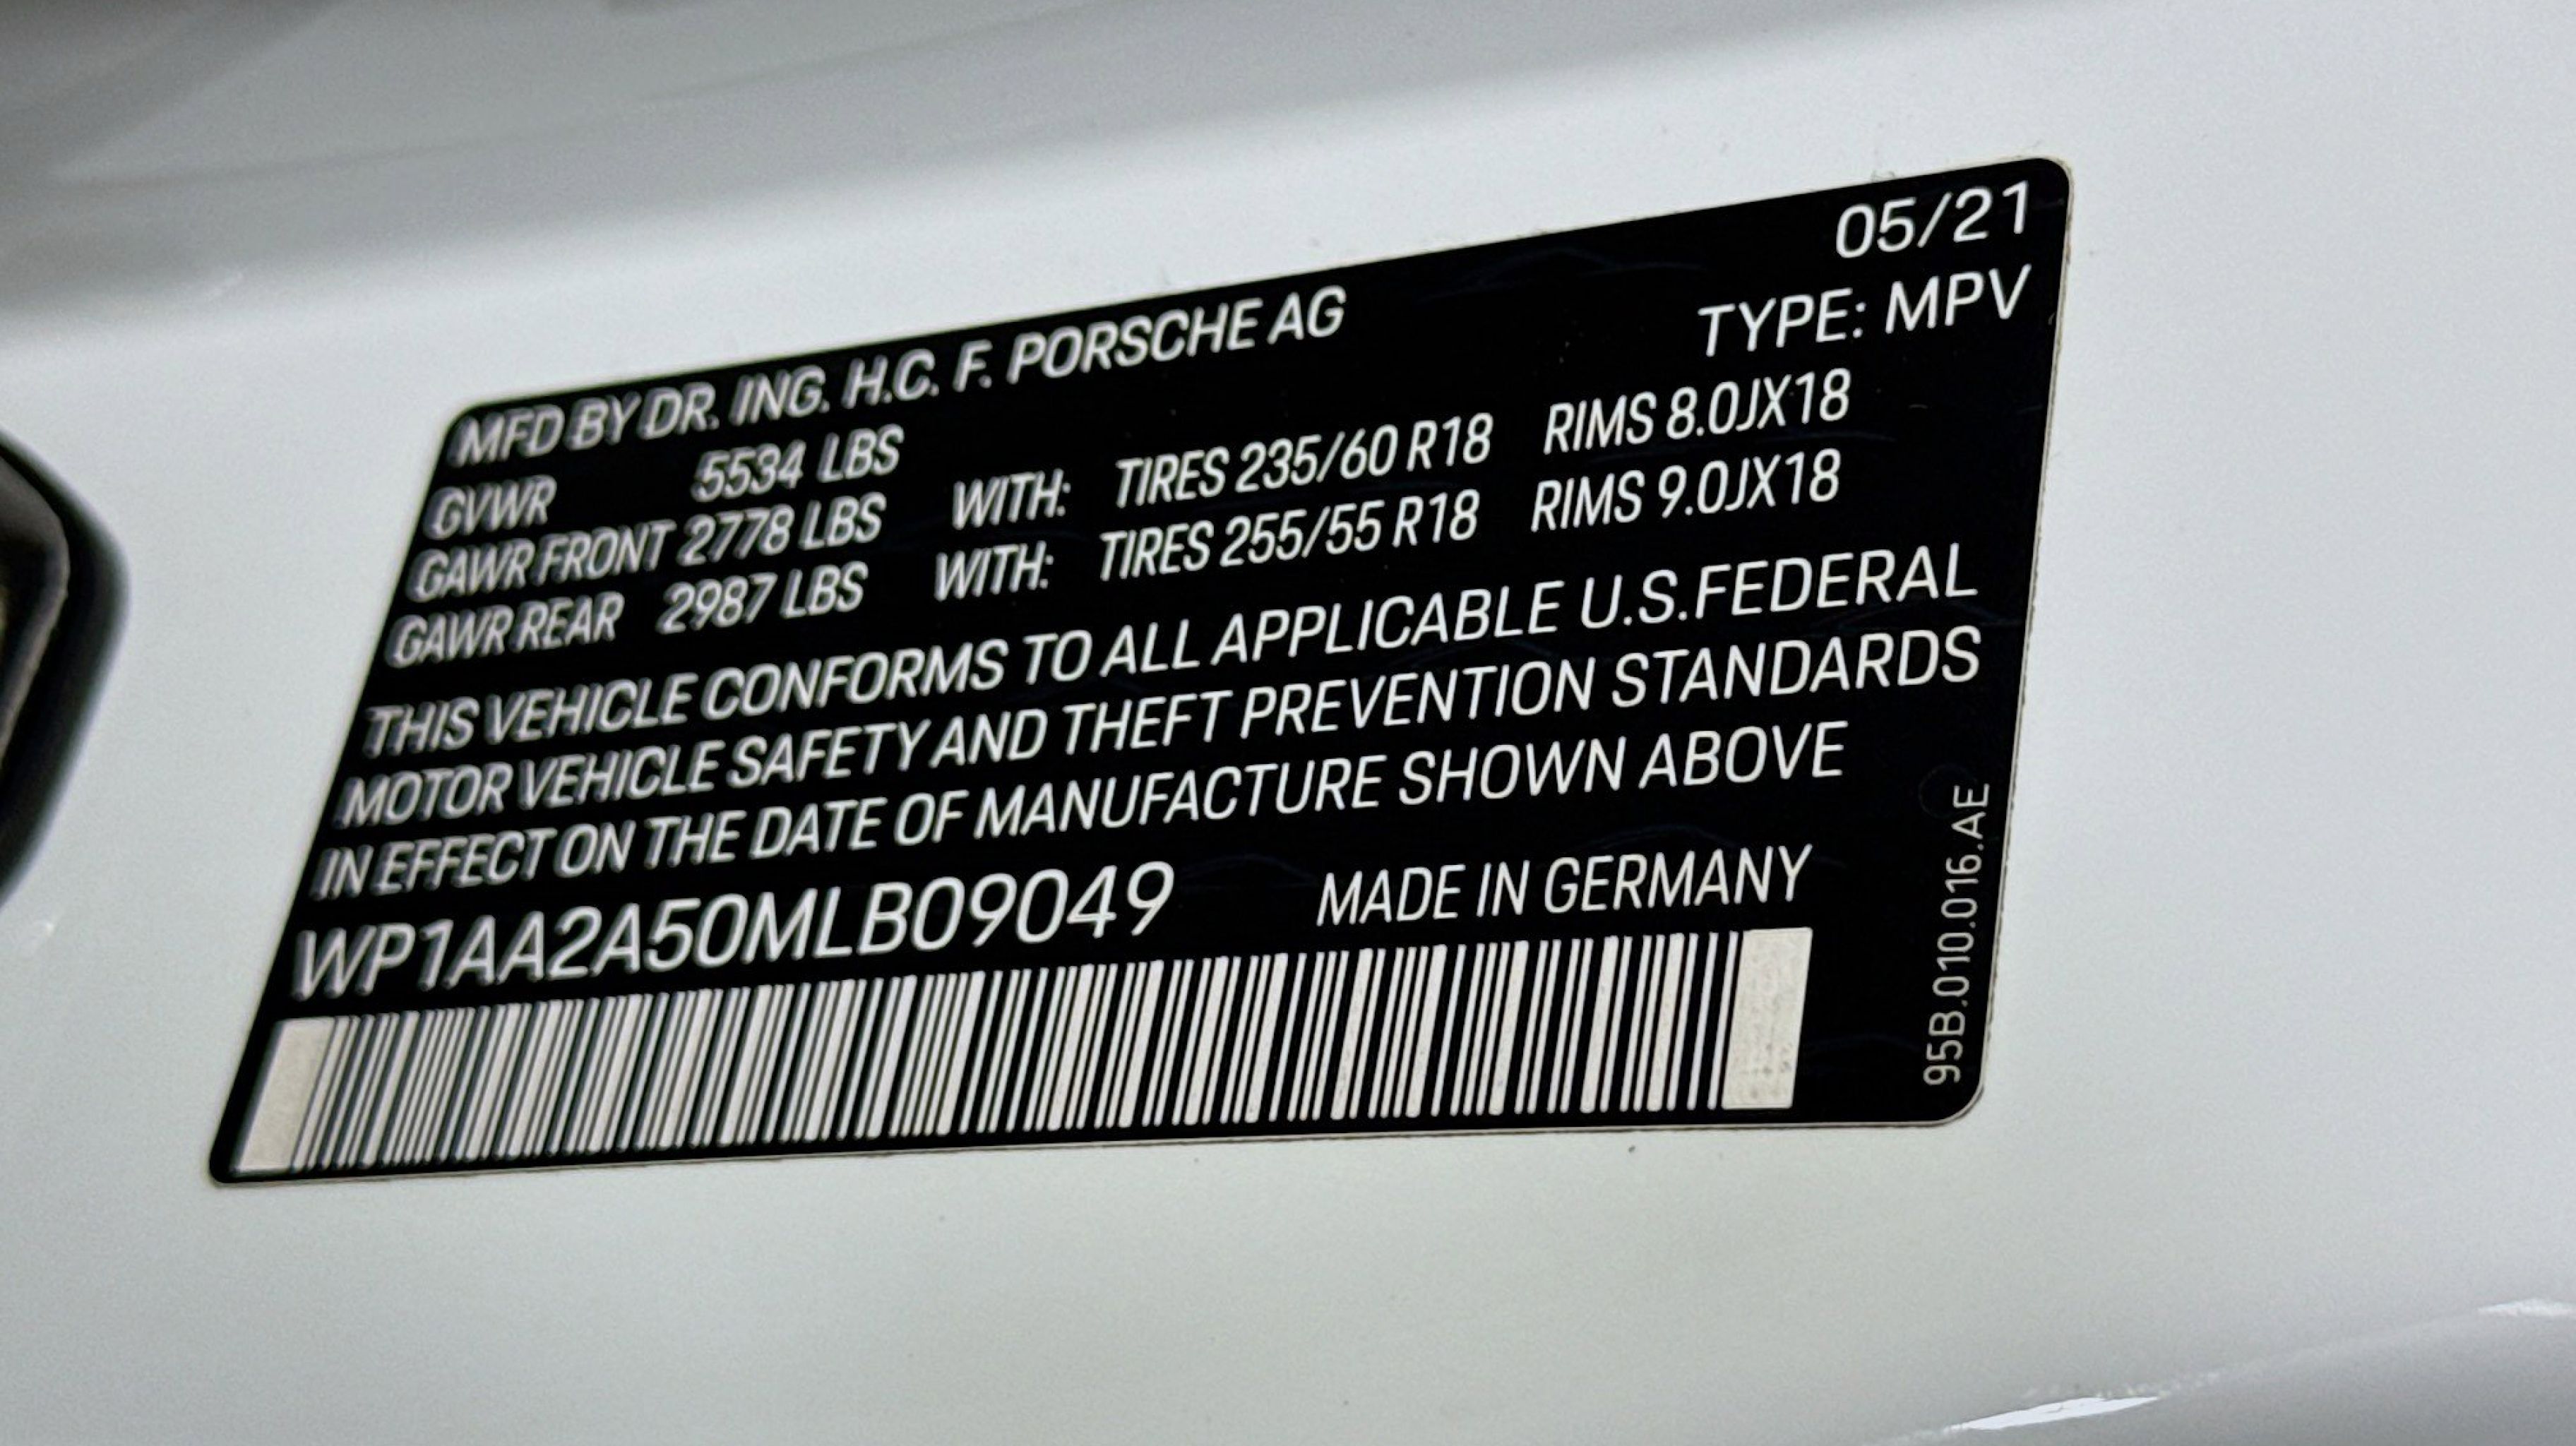 05/21
MFD BY DR. ING. H.C. F. PORSCHE AG TYPE: MPV
GVWR 5534 LBS
GAWR FRONT 2778 LBS WITH: TIRES 235/60 R18 RIMS 8.0JX18
GAWR REAR 2987 LBS WITH: TIRES 255/55 R18 RIMS 9.0JX18
THIS VEHICLE CONFORMS TO ALL APPLICABLE U.S.FEDERAL
MOTOR VEHICLE SAFETY AND THEFT PREVENTION STANDARDS
IN EFFECT ON THE DATE OF MANUFACTURE SHOWN ABOVE
WP1AA2A50MLB09049 MADE IN GERMANY
95B.010.016.AE